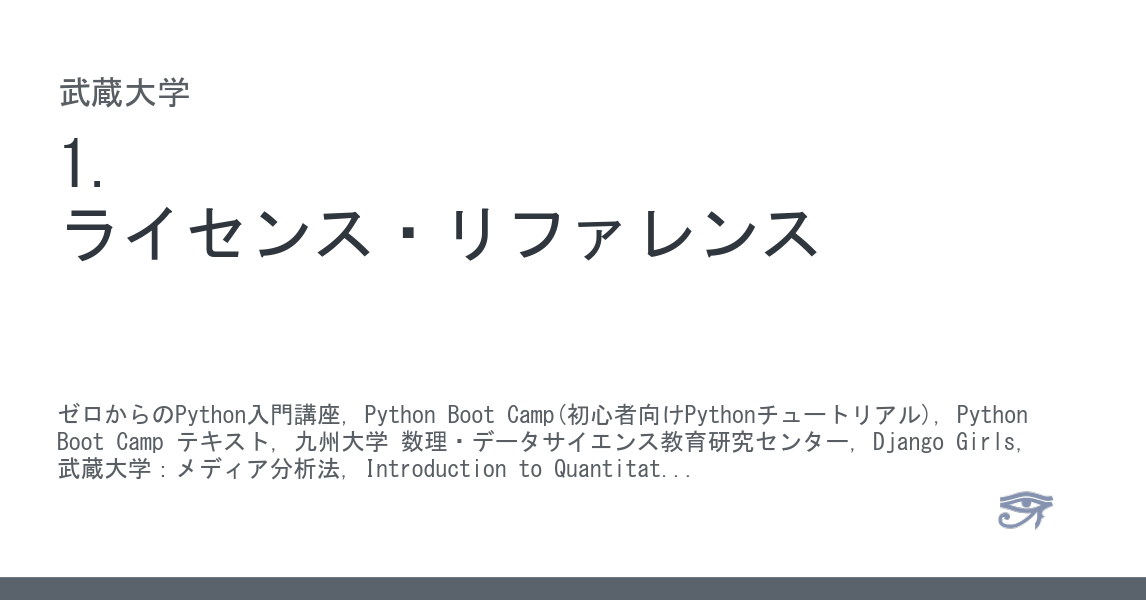 武蔵大学
1.
ライセンス・リファレンス
ゼロからのPython入門講座, Python Boot Camp(初心者向けPythonチュートリアル), Python
Boot Camp テキスト, 九州大学 数理・データサイエンス教育研究センター, Django Girls,
武蔵大学：メディア分析法, Introduction to Quantitat...